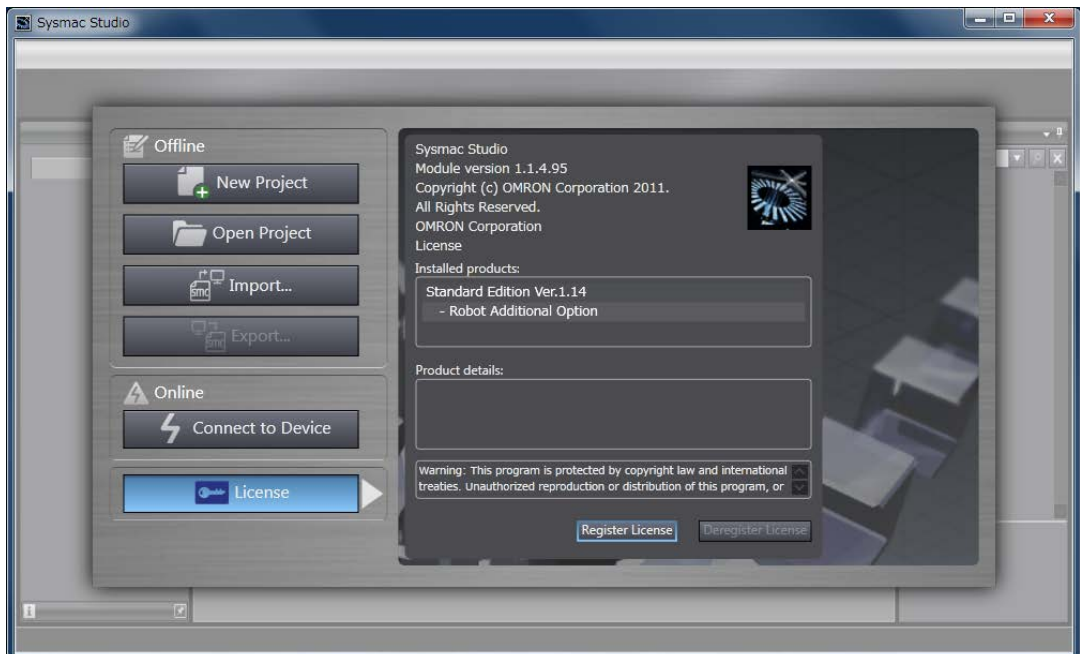 Sysmac Studio
Offline
New Project
Open Project
smc
Import...
smc
Export...
Online
Connect to Device
License
Sysmac Studio
Module version 1.1.4.95
Copyright (c) OMRON Corporation 2011.
All Rights Reserved.
OMRON Corporation
License
Installed products:
Standard Edition Ver.1.14
- Robot Additional Option
Product details:
Warning: This program is protected by copyright law and international
treaties. Unauthorized reproduction or distribution of this program, or
Register License
Deregister License